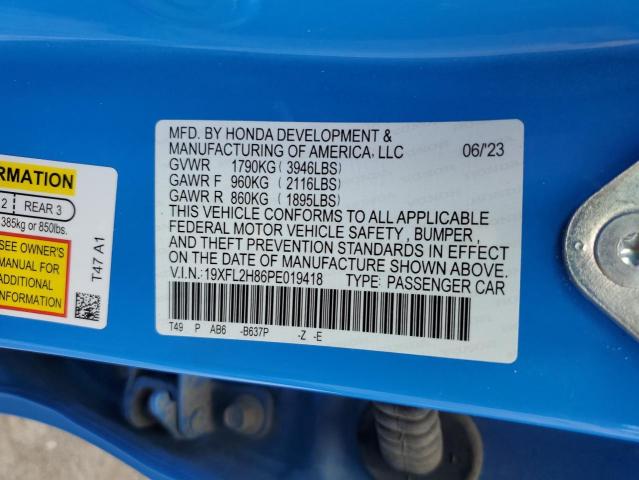 MFD. BY HONDA DEVELOPMENT &
MANUFACTURING OF AMERICA, LLC 06/'23
GVWR 1790KG ( 3946LBS)
GAWR F 960KG ( 2116LBS)
GAWR R 860KG ( 1895LBS)
THIS VEHICLE CONFORMS TO ALL APPLICABLE
FEDERAL MOTOR VEHICLE SAFETY , BUMPER ,
AND THEFT PREVENTION STANDARDS IN EFFECT
ON THE DATE OF MANUFACTURE SHOWN ABOVE.
V.I.N.:19XFL2H86PE019418 TYPE: PASSENGER CAR
T49 P AB6 -B637P -Z -E
2 REAR 3
385kg or 850lbs.
SEE OWNER'S
MANUAL FOR
ADDITIONAL
T47 A1